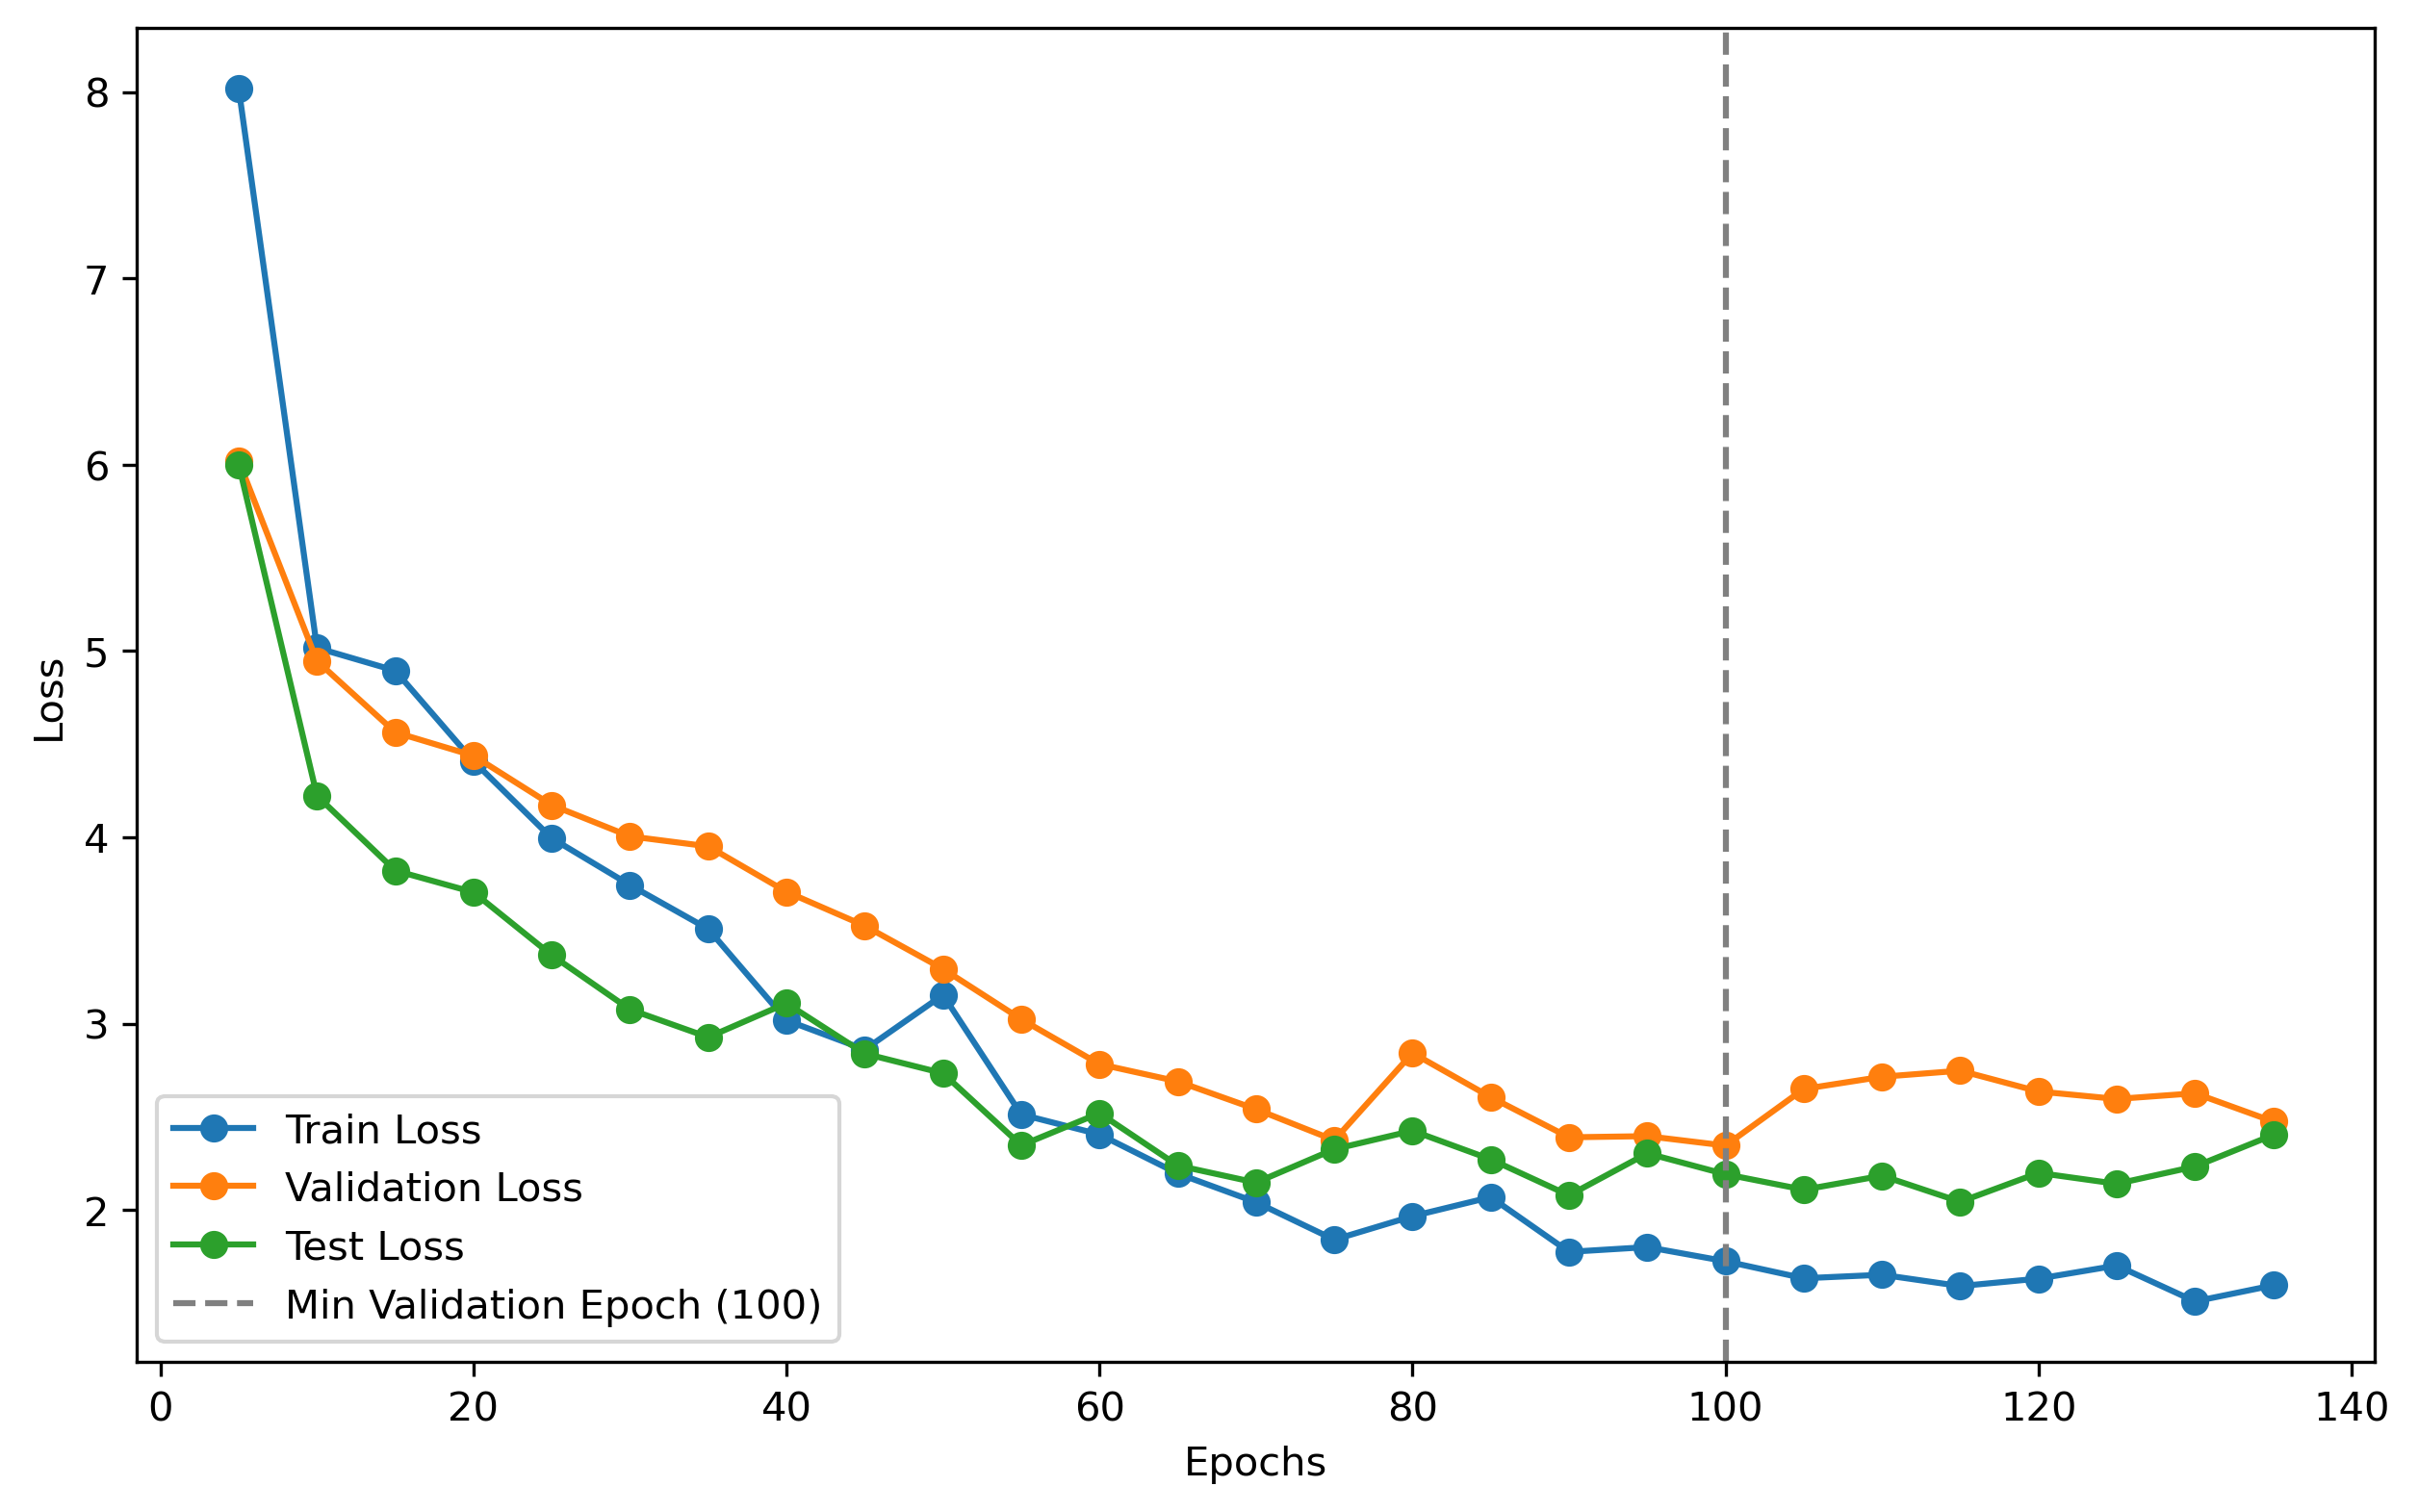 8
7
6
5
4
3
2
Loss
Train Loss
Validation Loss
Test Loss
Min Validation Epoch (100)
0 20 40 60 80 100 120 140
Epochs